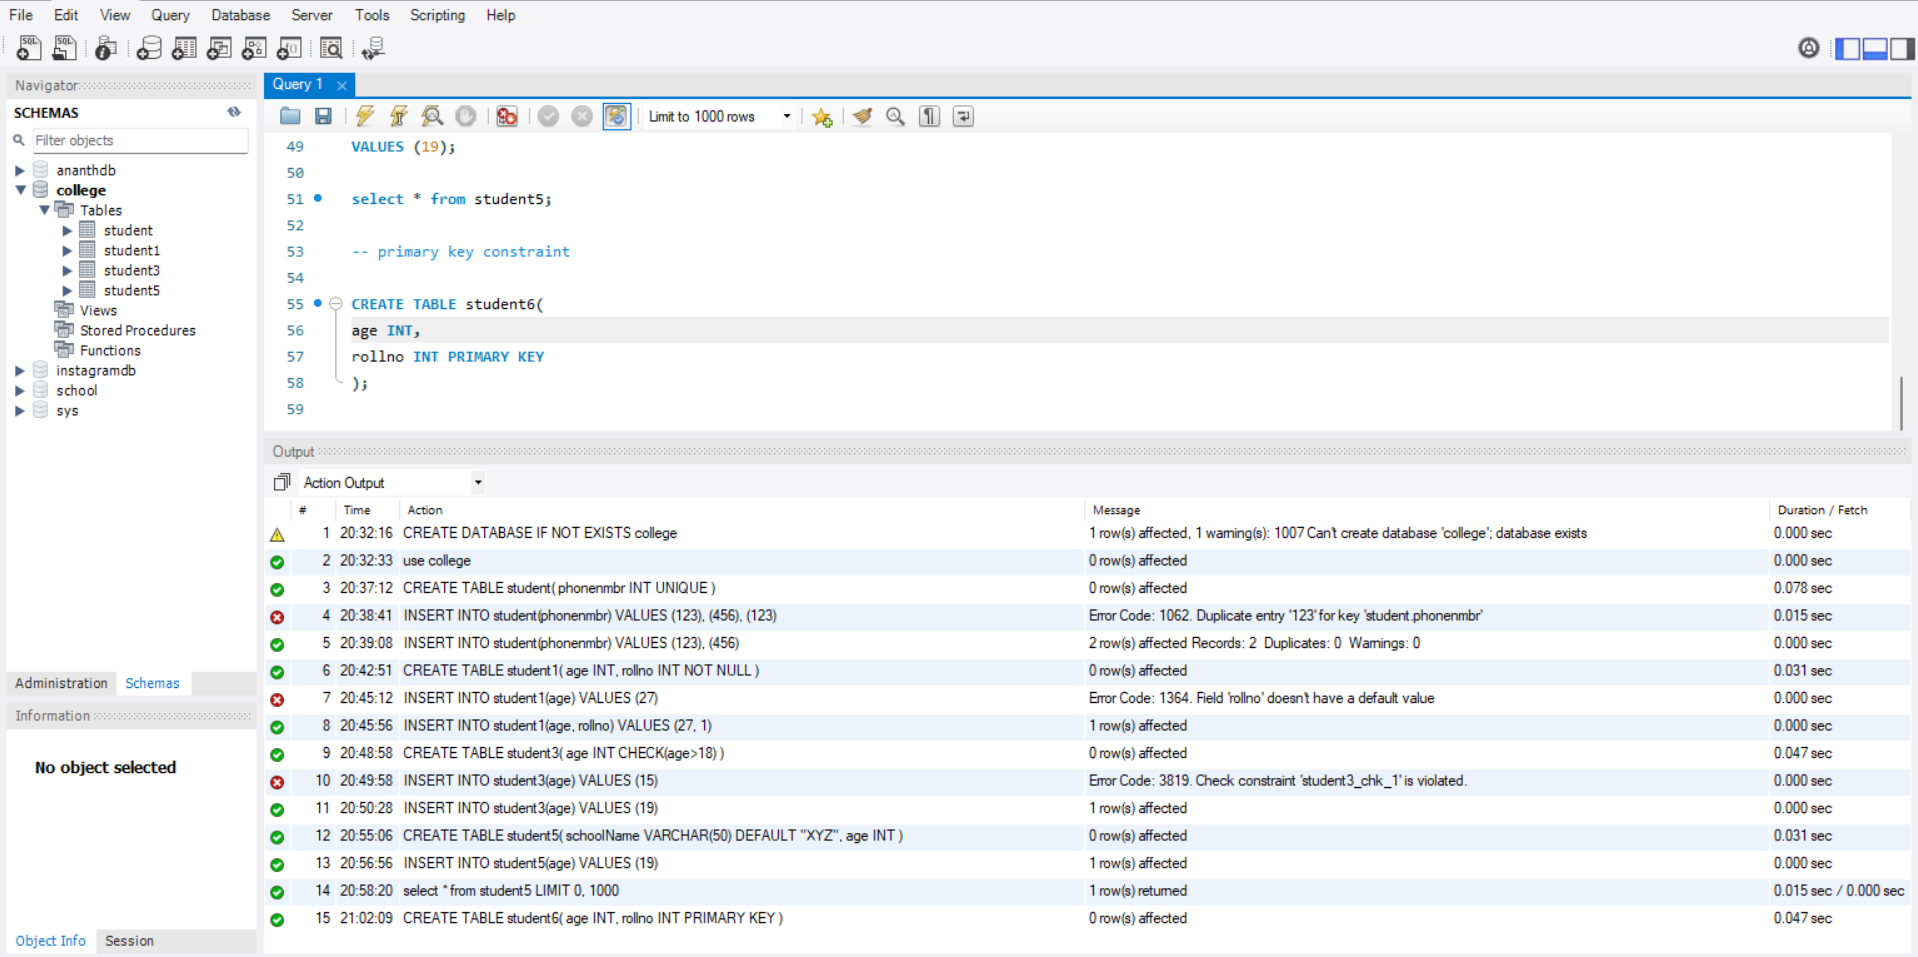 File Edit View Query Database Server Tools Scripting Help
Navigator
SCHEMAS
Filter objects
ananthdb
college
Tables
student
student1
student3
student5
Views
Stored Procedures
Functions
instagramdb
school
sys
Administration Schemas
Information
No object selected
Object Info Session
Query 1
Limit to 1000 rows
49 VALUES (19);
50
51 select * from student5;
52
53 -- primary key constraint
54
55 CREATE TABLE student6(
56 age INT,
57 rollno INT PRIMARY KEY
58 );
59
Output
Action Output
# Time Action Message Duration / Fetch
1 20:32:16 CREATE DATABASE IF NOT EXISTS college 1 row(s) affected, 1 warning(s): 1007 Can't create database 'college'; database exists 0.000 sec
2 20:32:33 use college 0 row(s) affected 0.000 sec
3 20:37:12 CREATE TABLE student( phonenmbr INT UNIQUE ) 0 row(s) affected 0.078 sec
4 20:38:41 INSERT INTO student(phonenmbr) VALUES (123), (456), (123) Error Code: 1062. Duplicate entry '123' for key 'student.phonenmbr' 0.015 sec
5 20:39:08 INSERT INTO student(phonenmbr) VALUES (123), (456) 2 row(s) affected Records: 2 Duplicates: 0 Warnings: 0 0.000 sec
6 20:42:51 CREATE TABLE student1( age INT, rollno INT NOT NULL ) 0 row(s) affected 0.031 sec
7 20:45:12 INSERT INTO student1(age) VALUES (27) Error Code: 1364. Field 'rollno' doesn't have a default value 0.000 sec
8 20:45:56 INSERT INTO student1(age, rollno) VALUES (27, 1) 1 row(s) affected 0.000 sec
9 20:48:58 CREATE TABLE student3( age INT CHECK(age>18) ) 0 row(s) affected 0.047 sec
10 20:49:58 INSERT INTO student3(age) VALUES (15) Error Code: 3819. Check constraint 'student3_chk_1' is violated. 0.000 sec
11 20:50:28 INSERT INTO student3(age) VALUES (19) 1 row(s) affected 0.000 sec
12 20:55:06 CREATE TABLE student5( schoolName VARCHAR(50) DEFAULT "XYZ", age INT ) 0 row(s) affected 0.031 sec
13 20:56:56 INSERT INTO student5(age) VALUES (19) 1 row(s) affected 0.000 sec
14 20:58:20 select * from student5 LIMIT 0, 1000 1 row(s) returned 0.015 sec / 0.000 sec
15 21:02:09 CREATE TABLE student6( age INT, rollno INT PRIMARY KEY ) 0 row(s) affected 0.047 sec